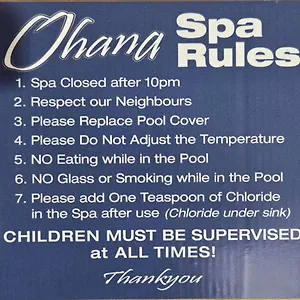 Ohana Spa Rules
1. Spa Closed after 10pm
2. Respect our Neighbours
3. Please Replace Pool Cover
4. Please Do Not Adjust the Temperature
5. NO Eating while in the Pool
6. NO Glass or Smoking while in the Pool
7. Please add One Teaspoon of Chloride
in the Spa after use (Chloride under sink)
CHILDREN MUST BE SUPERVISED
at ALL TIMES!
Thankyou